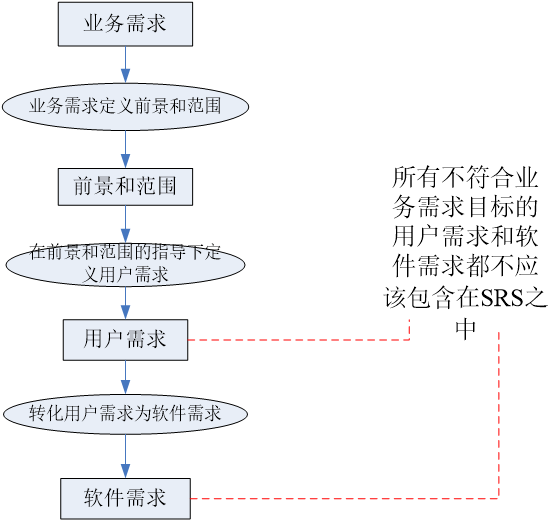 业务需求
业务需求定义前景和范围
前景和范围
在前景和范围的指导下定
义用户需求
用户需求
转化用户需求为软件需求
软件需求
所有不符合业
务需求目标的
用户需求和软
件需求都不应
该包含在SRS之
中